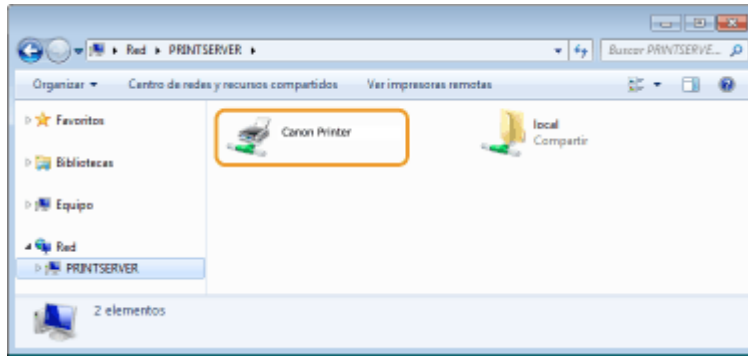 Red ▸ PRINTSERVER ▸
Buscar PRINTSERVE...
Organizar
Centro de redes y recursos compartidos
Ver impresoras remotas
Favoritos
Canon Printer
local
Compartir
Bibliotecas
Equipo
Red
PRINTSERVER
2 elementos